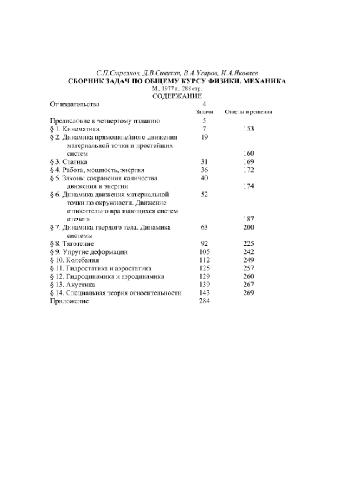 С.П.Стрелков, Д.В.Сивухин, В.А.Угаров, И.А.Яковлев
СБОРНИК ЗАДАЧ ПО ОБЩЕМУ КУРСУ ФИЗИКИ. МЕХАНИКА
М., 1977 г., 288 стр.
СОДЕРЖАНИЕ
От издательства 4
Задачи Ответы и решения
Предисловие к четвертому изданию 5
§ 1. Кинематика 7 153
§ 2. Динамика прямолинейного движения 19
материальной точки и простейших
систем 160
§ 3. Статика 31 169
§ 4. Работа, мощность, энергия 36 172
§ 5. Законы сохранения количества 40
движения и энергии 174
§ 6. Динамика движения материальной 52
точки по окружности. Движение
относительно вращающихся систем
отсчета 187
§ 7. Динамика твердого тела. Динамика 63 200
системы
§ 8. Тяготение 92 225
§ 9. Упругие деформации 105 242
§ 10. Колебания 112 249
§ 11. Гидростатика и аэростатика 125 257
§ 12. Гидродинамика и аэродинамика 129 260
§ 13. Акустика 139 267
§ 14. Специальная теория относительности 143 269
Приложение 284